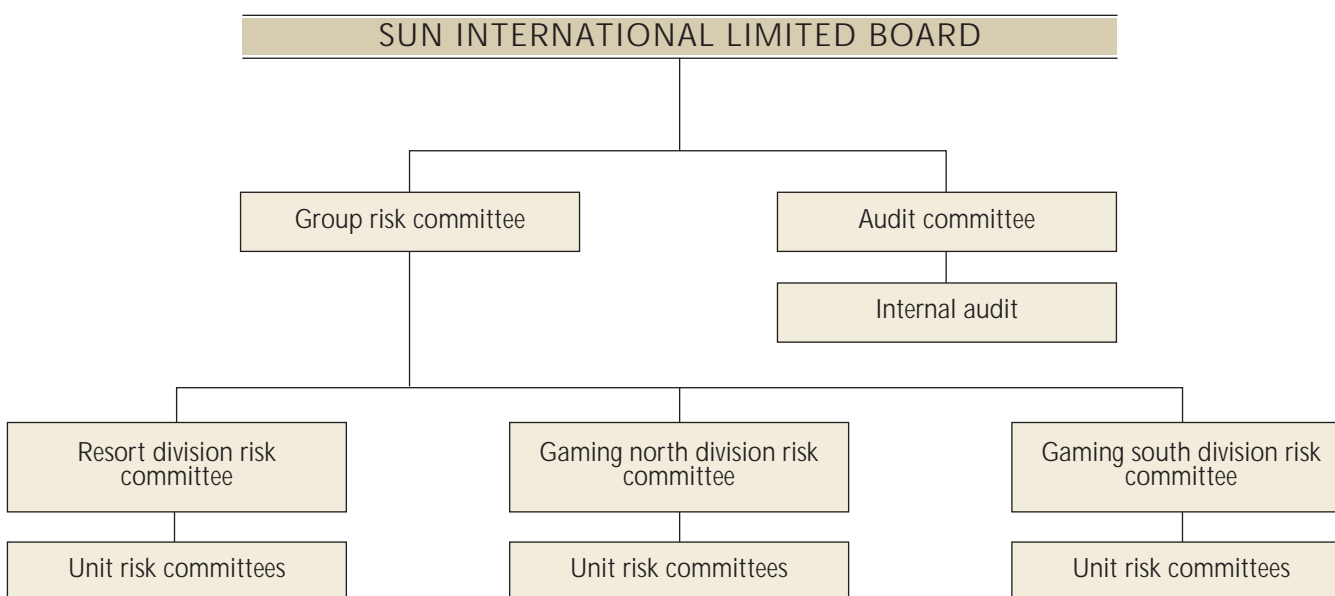 SUN INTERNATIONAL LIMITED BOARD
Group risk committee
Audit committee
Internal audit
Resort division risk
committee
Gaming north division risk
committee
Gaming south division risk
committee
Unit risk committees
Unit risk committees
Unit risk committees